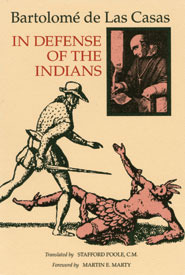 Bartolomé de Las Casas
IN DEFENSE
OF THE
INDIANS
Translated by STAFFORD POOLE, C.M.
Foreword by MARTIN E. MARTY